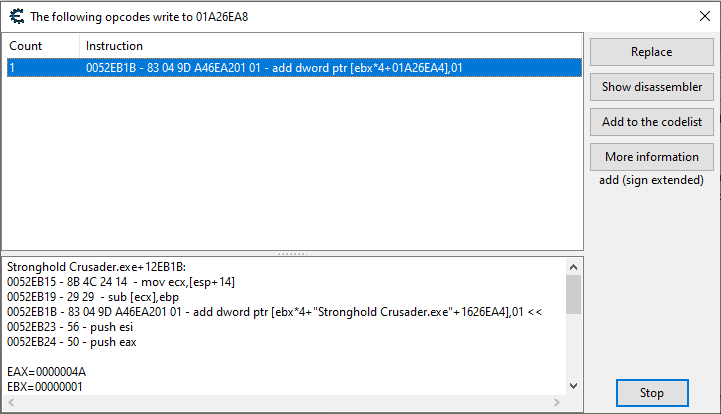 The following opcodes write to 01A26EA8
Count Instruction
1 0052EB1B - 83 04 9D A46EA201 01 - add dword ptr [ebx*4+01A26EA4],01
Replace
Show disassembler
Add to the codelist
More information
add (sign extended)
Stronghold Crusader.exe+12EB1B:
0052EB15 - 8B 4C 24 14  - mov ecx,[esp+14]
0052EB19 - 29 29  - sub [ecx],ebp
0052EB1B - 83 04 9D A46EA201 01 - add dword ptr [ebx*4+"Stronghold Crusader.exe"+1626EA4],01 <<
0052EB23 - 56 - push esi
0052EB24 - 50 - push eax
EAX=0000004A
EBX=00000001
Stop